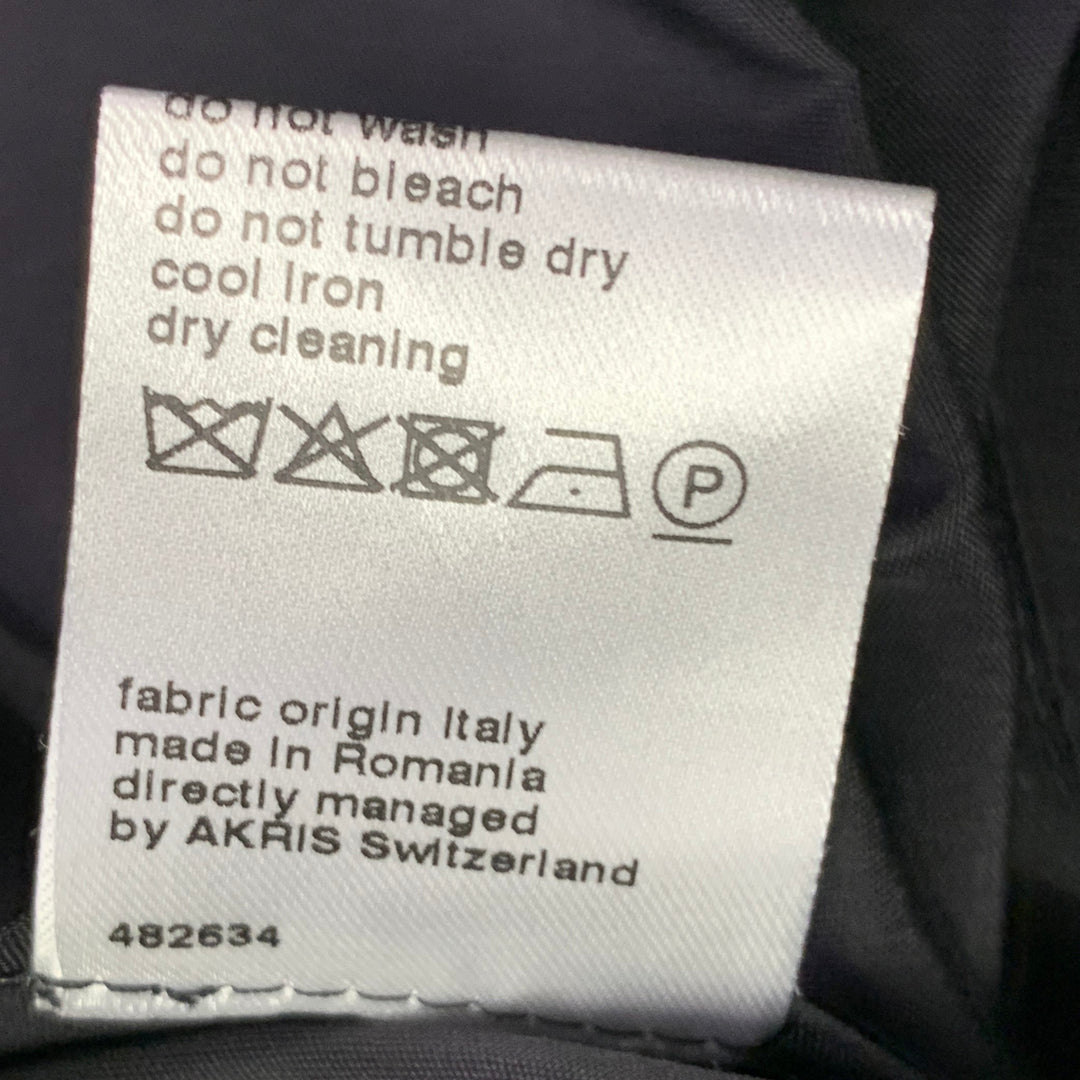 do not wash
do not bleach
do not tumble dry
cool iron
dry cleaning
P
fabric origin Italy
made in Romania
directly managed
by AKRIS Switzerland
482634